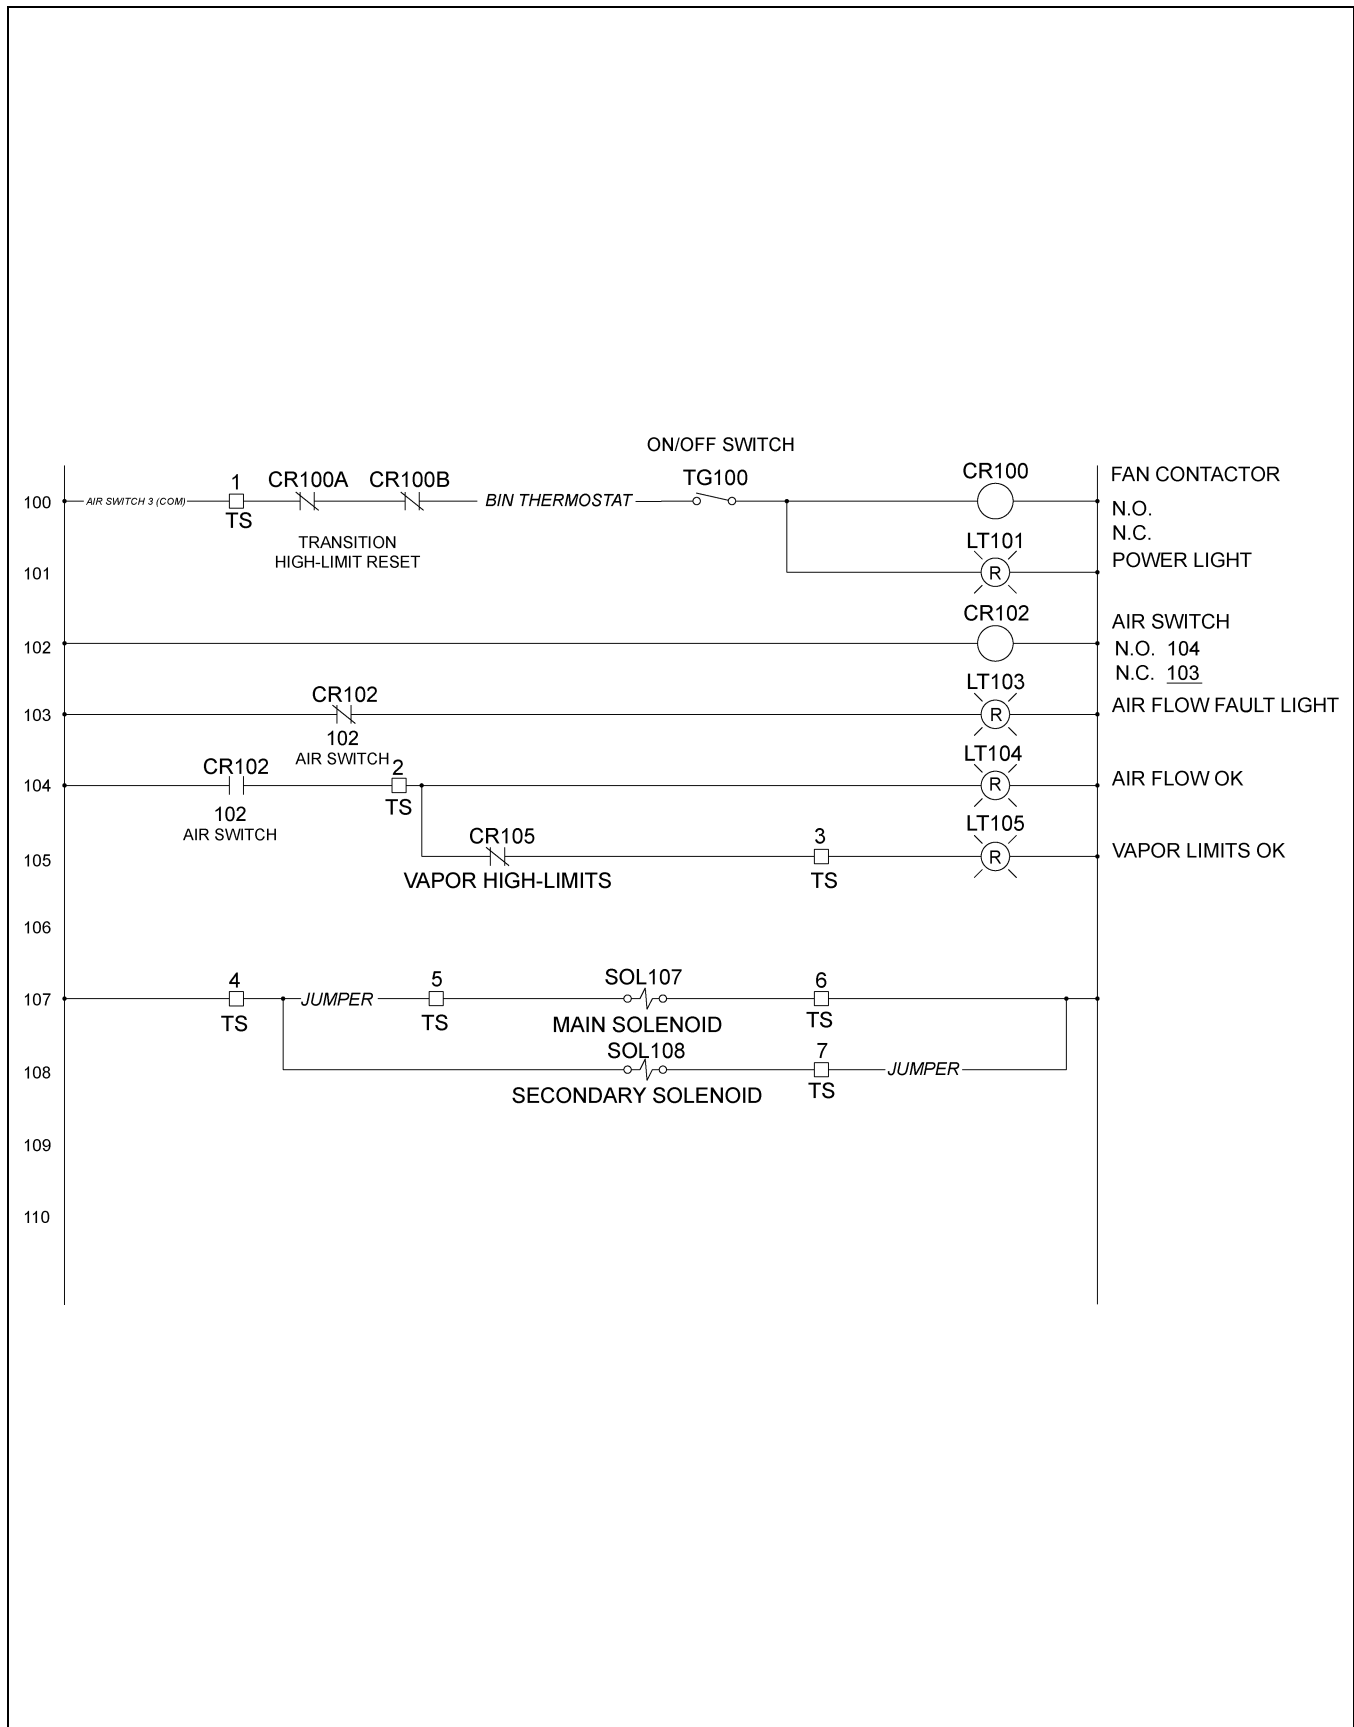 ON/OFF SWITCH
1 CR100A CR100B TG100 CR100 FAN CONTACTOR
100 AIR SWITCH 3 (COM) BIN THERMOSTAT
TS N.O.
TRANSITION N.C.
HIGH-LIMIT RESET LT101 POWER LIGHT
101 R
CR102 AIR SWITCH
102 N.O. 104
N.C. 103
CR102 LT103 AIR FLOW FAULT LIGHT
103 R
102
AIR SWITCH
CR102 2 LT104 AIR FLOW OK
104 R
TS
102
AIR SWITCH
CR105 3 LT105 VAPOR LIMITS OK
105 R
VAPOR HIGH-LIMITS TS
106
4 5 SOL107 6
107 JUMPER
TS TS MAIN SOLENOID TS
SOL108 7
108 JUMPER
SECONDARY SOLENOID TS
109
110